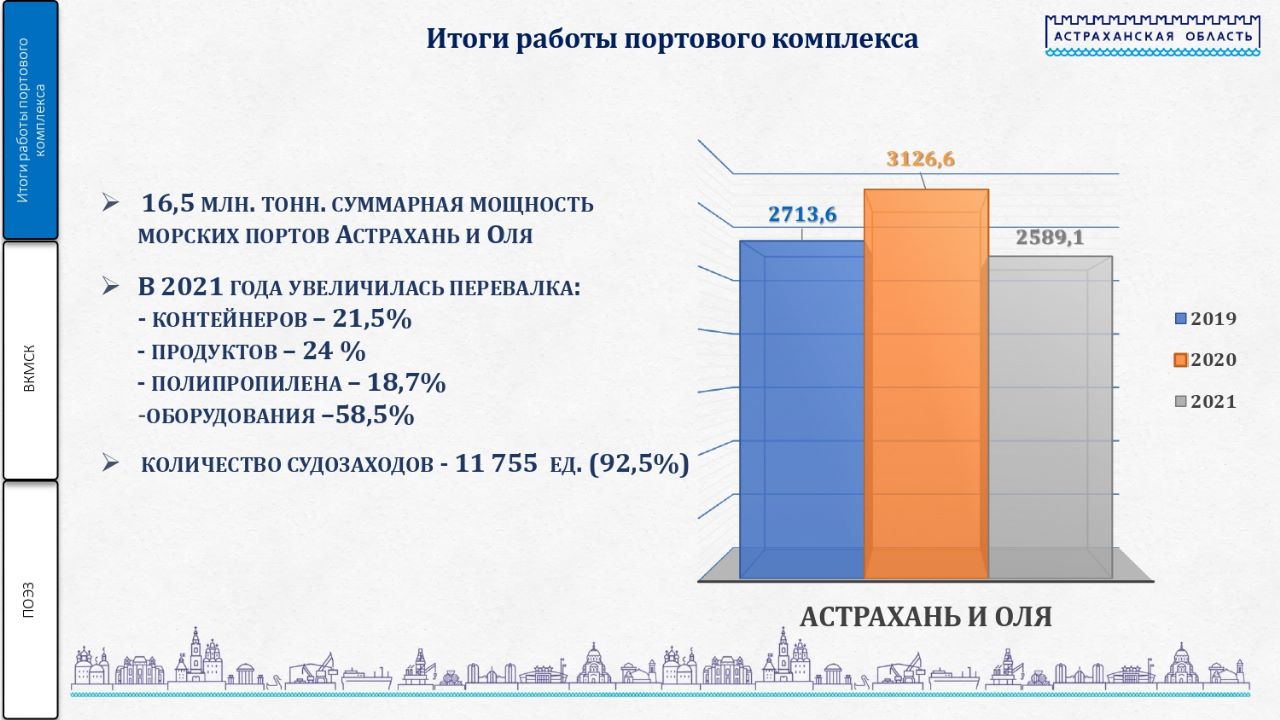 Итоги работы портового комплекса
АСТРАХАНСКАЯ ОБЛАСТЬ
Итоги работы портового
комплекса
ВКМСК
ПОЭЗ
16,5 млн. тонн. суммарная мощность
морских портов Астрахань и Оля
В 2021 года увеличилась перевалка:
- контейнеров – 21,5%
- продуктов – 24 %
- полипропилена – 18,7%
-оборудования –58,5%
количество судозаходов - 11 755 ед. (92,5%)
3126,6
2713,6
2589,1
2019
2020
2021
АСТРАХАНЬ И ОЛЯ